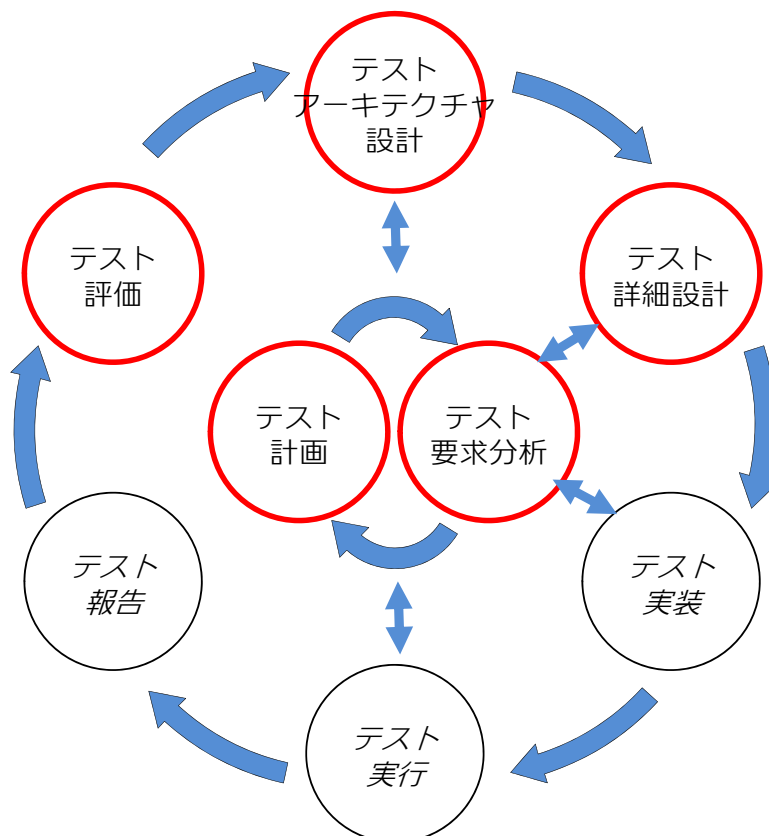 テスト
アーキテクチャ
設計
テスト
評価
テスト
詳細設計
テスト
計画
テスト
要求分析
テスト
報告
テスト
実装
テスト
実行